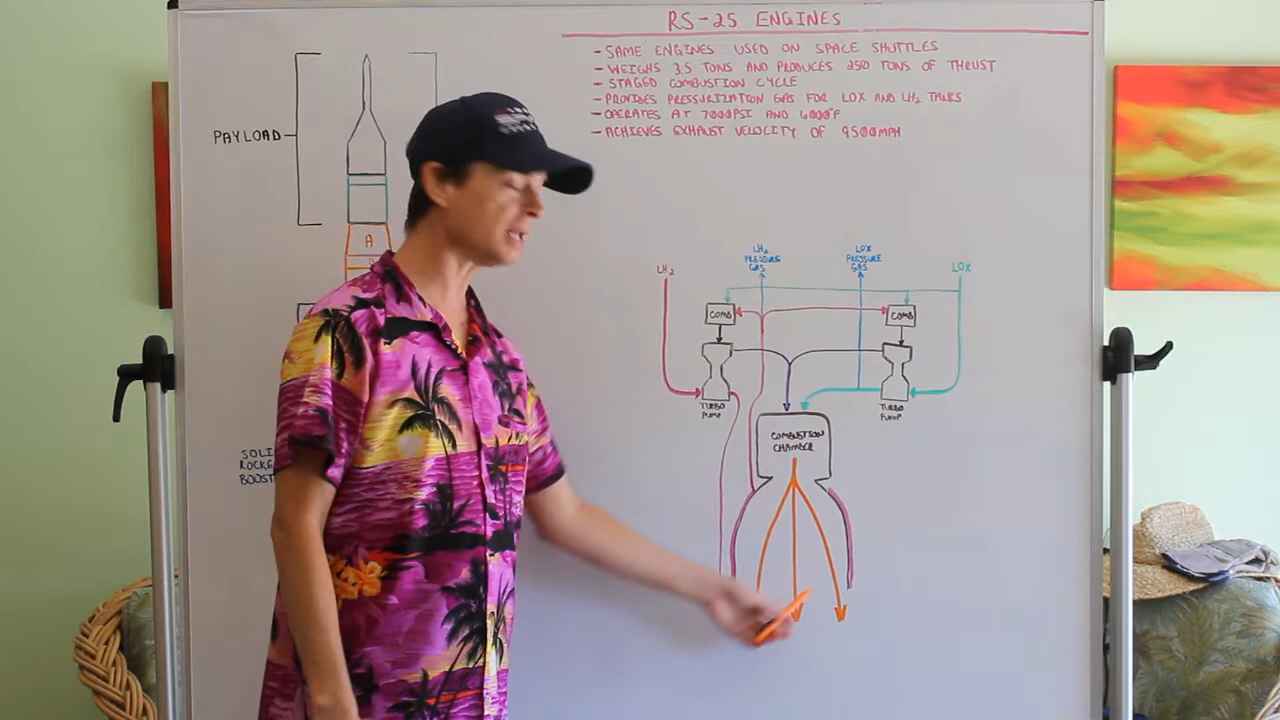 RS-25 ENGINES
- SAME ENGINES USED ON SPACE SHUTTLES
- WEIGHS 3.5 TONS AND PRODUCES 250 TONS OF THRUST
- STAGED COMBUSTION CYCLE
- PROVIDES PRESSURIZATION GAS FOR LOX AND LH2 TANKS
- OPERATES AT 7000PSI AND 6000°F
- ACHIEVES EXHAUST VELOCITY OF 9500MPH
PAYLOAD
A
SOLI
ROCKE
BOOST
LH2
LH2
PRESSURE
GAS
LOX
PRESSURE
GAS
LOX
COMB
COMB
TURBO
PUMP
TURBO
PUMP
COMBUSTION
CHAMBER